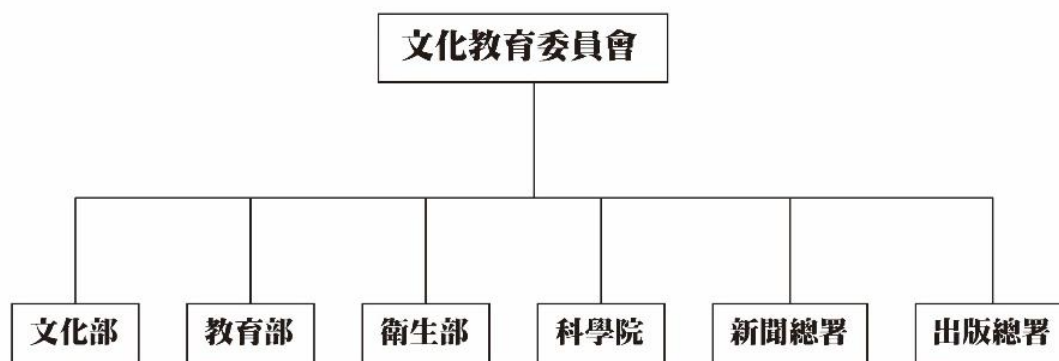 文化教育委員會
文化部
教育部
衛生部
科學院
新聞總署
出版總署